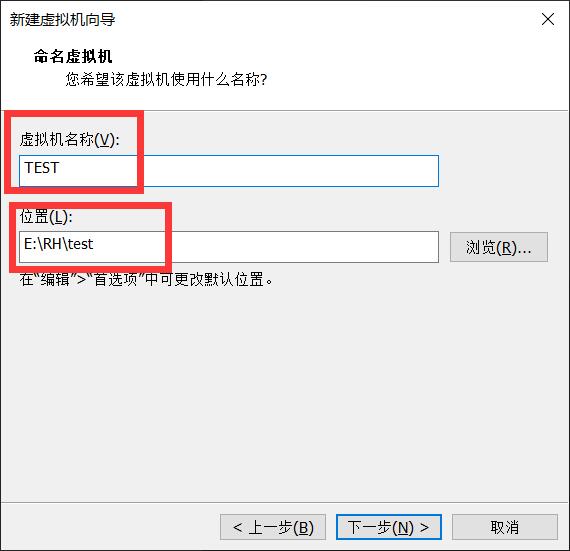 新建虚拟机向导
命名虚拟机
您希望该虚拟机使用什么名称?
虚拟机名称(V):
TEST
位置(L):
E:\RH\test
浏览(R)...
在“编辑”>“首选项”中可更改默认位置。
< 上一步(B)
下一步(N) >
取消